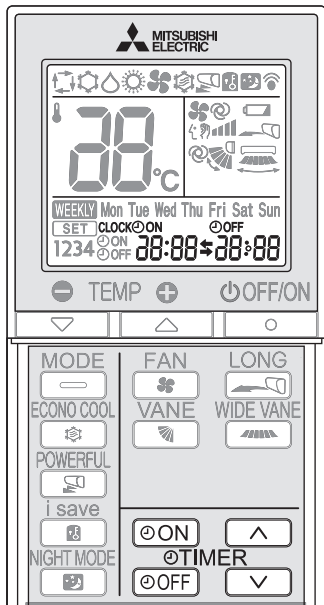 MITSUBISHI
ELECTRIC
88°C
WEEKLY Mon Tue Wed Thu Fri Sat Sun
SET CLOCK ON OFF
1234 ON OFF 88:88 88:88
TEMP OFF/ON
MODE FAN LONG
ECONO COOL VANE WIDE VANE
POWERFUL
i save
ON
NIGHT MODE TIMER
OFF